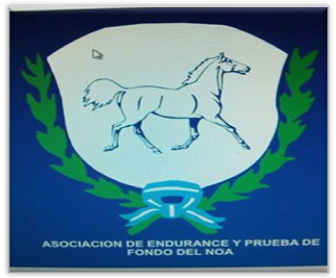 ASOCIACION DE ENDURANCE Y PRUEBA DE
FONDO DEL NOA